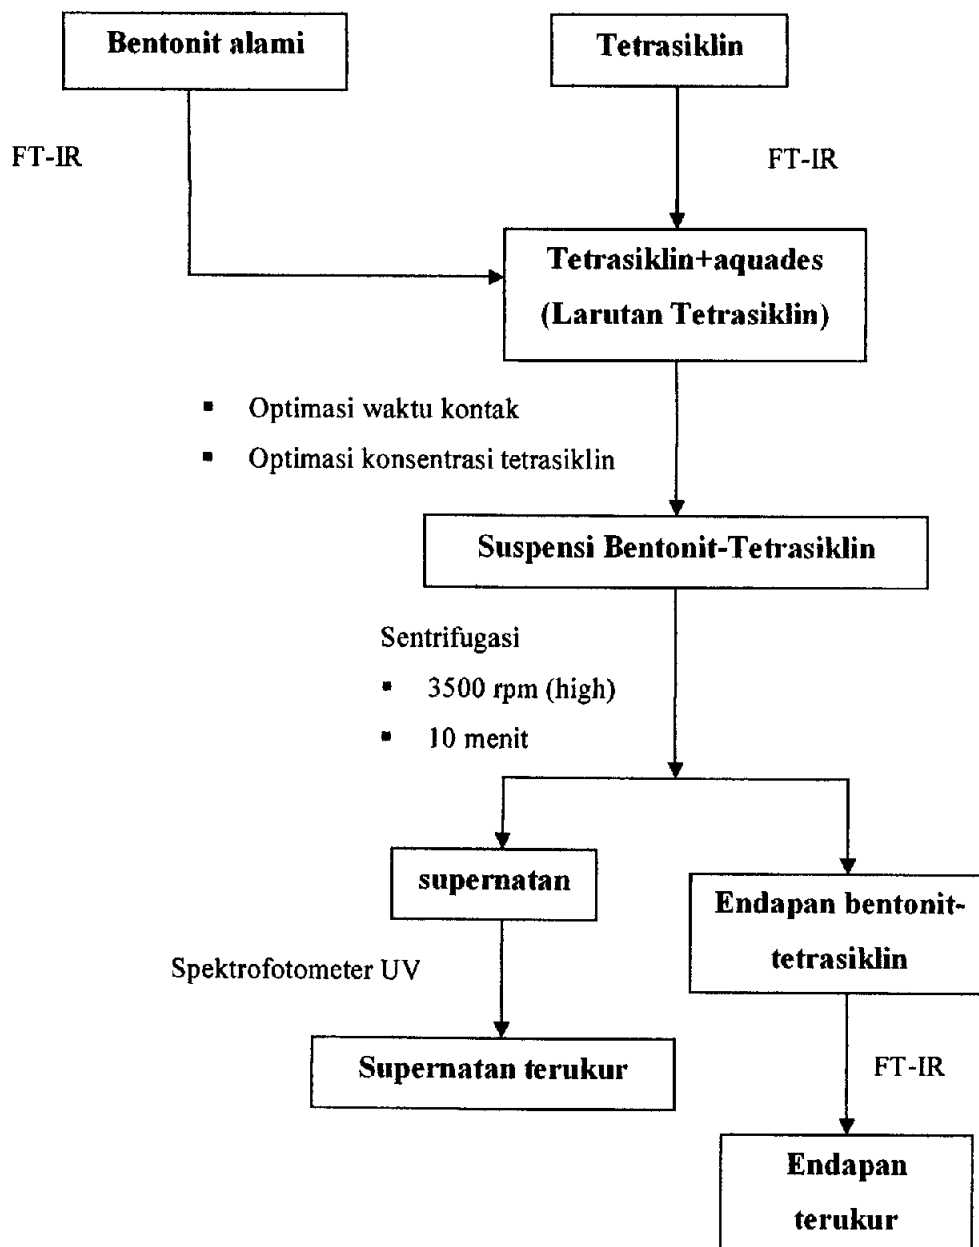 Bentonit alami
Tetrasiklin
FT-IR
FT-IR
Tetrasiklin+aquades
(Larutan Tetrasiklin)
▪ Optimasi waktu kontak
▪ Optimasi konsentrasi tetrasiklin
Suspensi Bentonit-Tetrasiklin
Sentrifugasi
▪ 3500 rpm (high)
▪ 10 menit
supernatan
Endapan bentonit-
tetrasiklin
Spektrofotometer UV
Supernatan terukur
FT-IR
Endapan
terukur